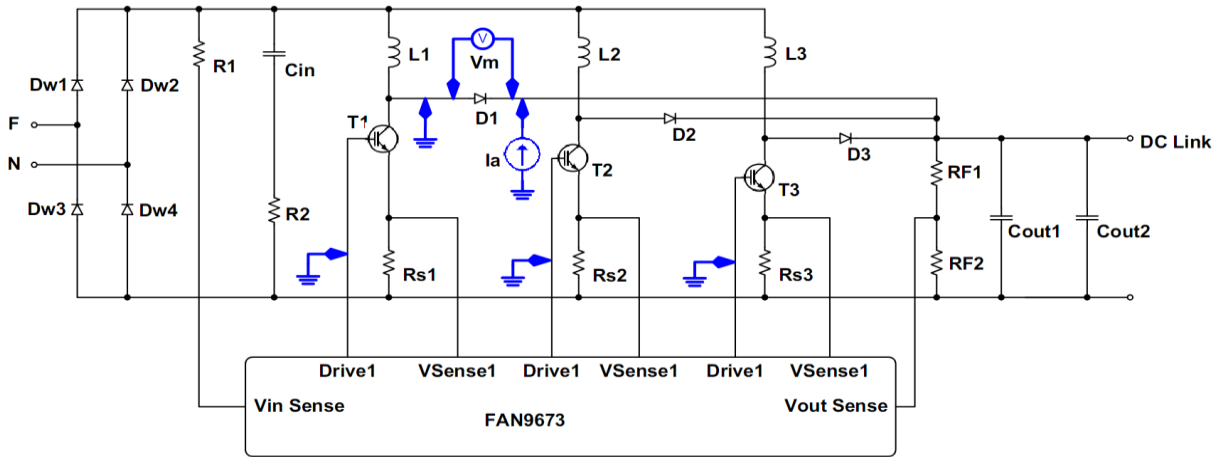 V
Vm
L1
L2
L3
R1
Cin
Dw1
Dw2
D1
T1
F
D2
Ia
D3
DC Link
N
T2
RF1
T3
Dw3
Dw4
R2
Cout1
Cout2
Rs1
Rs2
Rs3
RF2
Drive1
VSense1
Drive1
VSense1
Drive1
VSense1
Vin Sense
Vout Sense
FAN9673